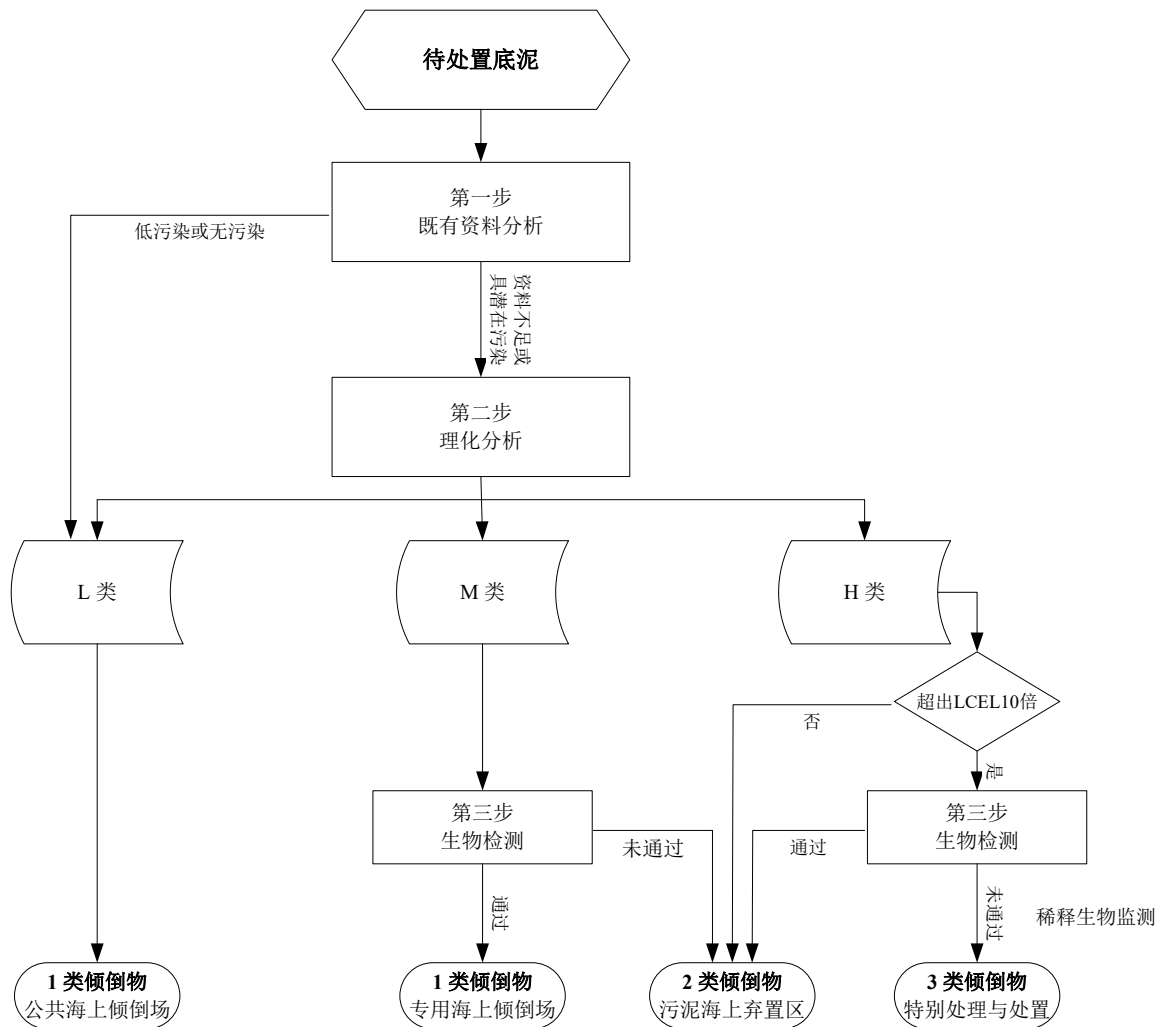 待处置底泥
第一步
既有资料分析
低污染或无污染
资料不足或
具潜在污染
第二步
理化分析
L 类
M 类
H 类
超出LCEL10倍
否
是
第三步
生物检测
未通过
通过
第三步
生物检测
通过
未通过
稀释生物监测
1 类倾倒物
公共海上倾倒场
1 类倾倒物
专用海上倾倒场
2 类倾倒物
污泥海上弃置区
3 类倾倒物
特别处理与处置